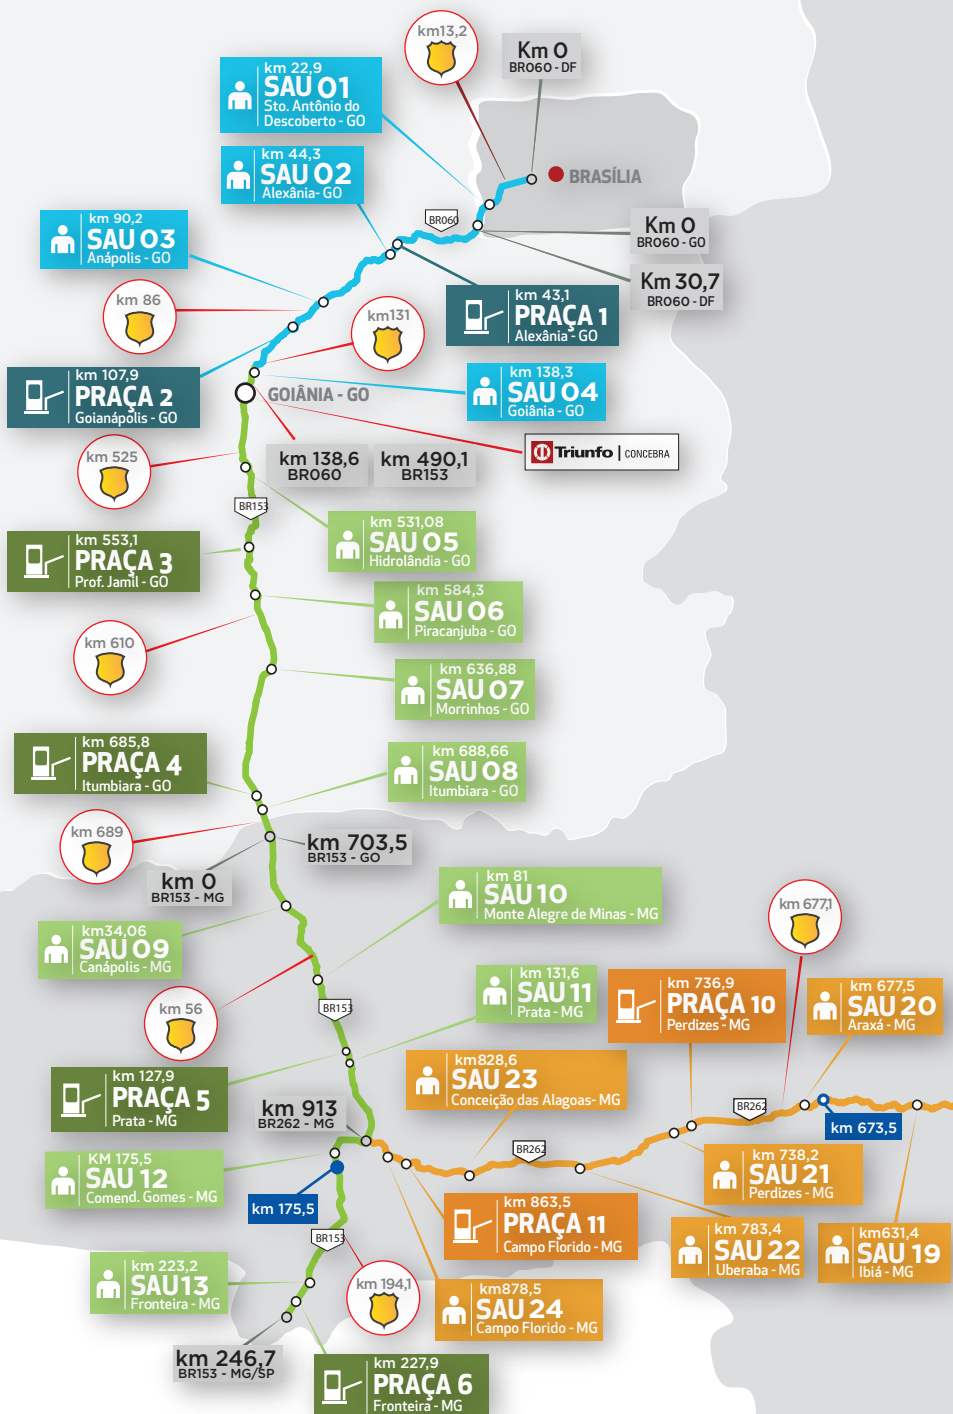 km13,2
Km 0
BR060 - DF
km 22,9
SAU 01
Sto. Antônio do
Descoberto - GO
km 44,3
SAU 02
Alexânia- GO
BRASÍLIA
BR060
km 90,2
SAU 03
Anápolis - GO
Km 0
BR060 - GO
Km 30,7
BR060 - DF
km 86
km131
km 43,1
PRAÇA 1
Alexânia - GO
km 107,9
PRAÇA 2
Goianápolis - GO
GOIÂNIA - GO
km 138,3
SAU 04
Goiânia - GO
km 525
km 138,6
BR060
km 490,1
BR153
Triunfo | CONCEBRA
BR153
km 531,08
SAU 05
Hidrolândia - GO
km 553,1
PRAÇA 3
Prof. Jamil - GO
km 584,3
SAU 06
Piracanjuba - GO
km 610
km 636,88
SAU 07
Morrinhos - GO
km 685,8
PRAÇA 4
Itumbiara - GO
km 688,66
SAU 08
Itumbiara - GO
km 689
km 703,5
BR153 - GO
km 0
BR153 - MG
km 81
SAU 10
Monte Alegre de Minas - MG
km 677,1
km34,06
SAU 09
Canápolis - MG
km 56
BR153
km 131,6
SAU 11
Prata - MG
km 736,9
PRAÇA 10
Perdizes - MG
km 677,5
SAU 20
Araxá - MG
km 127,9
PRAÇA 5
Prata - MG
km 913
BR262 - MG
km828,6
SAU 23
Conceição das Alagoas- MG
BR262
km 673,5
BR262
KM 175,5
SAU 12
Comend. Gomes - MG
km 175,5
km 738,2
SAU 21
Perdizes - MG
km 863,5
PRAÇA 11
Campo Florido - MG
km 783,4
SAU 22
Uberaba - MG
km631,4
SAU 19
Ibiá - MG
BR153
km 223,2
SAU13
Fronteira - MG
km 194,1
km878,5
SAU 24
Campo Florido - MG
km 246,7
BR153 - MG/SP
km 227,9
PRAÇA 6
Fronteira - MG